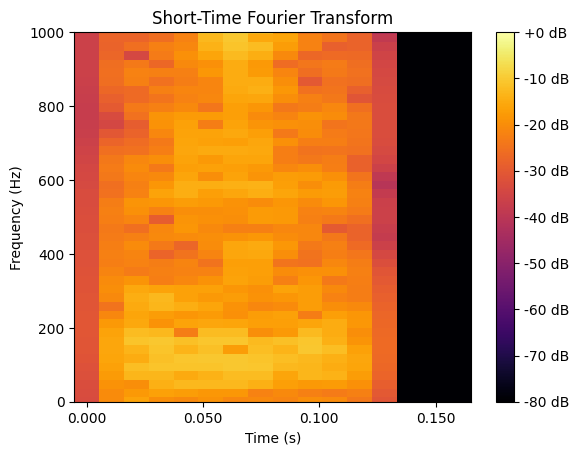 Short-Time Fourier Transform
1000
800
600
400
200
0
Frequency (Hz)
0.000
0.050
0.100
0.150
Time (s)
+0 dB
-10 dB
-20 dB
-30 dB
-40 dB
-50 dB
-60 dB
-70 dB
-80 dB